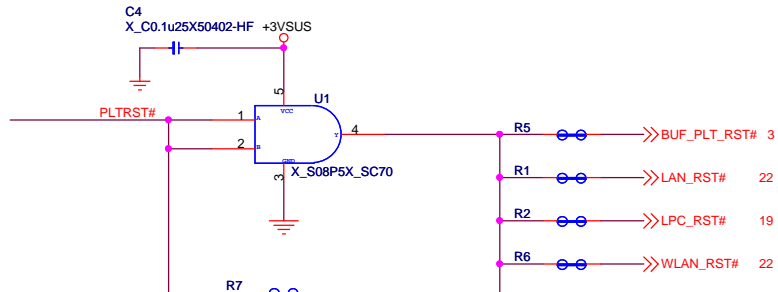 C4
X_C0.1u25X50402-HF +3VSUS
5
U1
VCC
PLTRST#
1 A
2 B
Y 4
GND
3
X_S08P5X_SC70
R5 BUF_PLT_RST# 3
R1 LAN_RST# 22
R2 LPC_RST# 19
R6 WLAN_RST# 22
R7